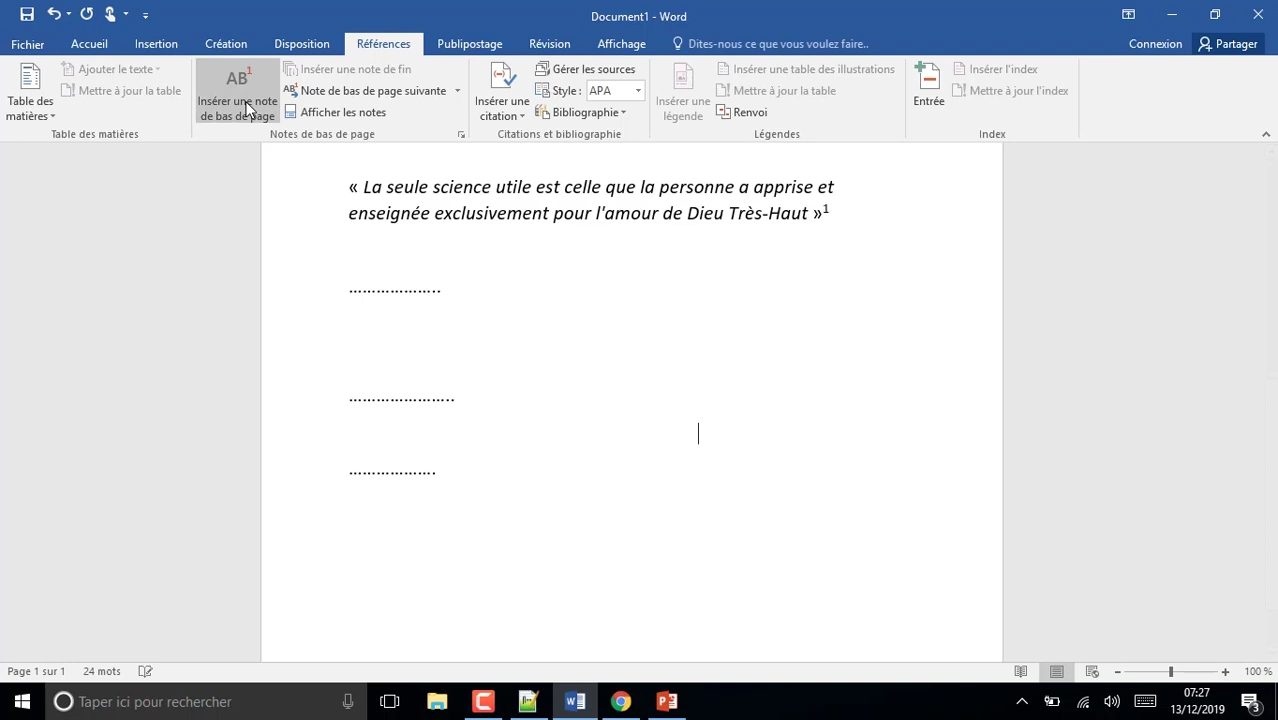 Document1 - Word
Fichier Accueil Insertion Création Disposition Références Publipostage Révision Affichage Dites-nous ce que vous voulez faire.. Connexion Partager
Table des matières
Ajouter le texte
Mettre à jour la table
Table des matières
AB1
Insérer une note de bas de page
Insérer une note de fin
AB1 Note de bas de page suivante
Afficher les notes
Notes de bas de page
Insérer une citation
Gérer les sources
Style : APA
Bibliographie
Citations et bibliographie
Insérer une légende
Insérer une table des illustrations
Mettre à jour la table
Renvoi
Légendes
Entrée
Insérer l'index
Mettre à jour l'index
Index
« La seule science utile est celle que la personne a apprise et
enseignée exclusivement pour l'amour de Dieu Très-Haut »1
………………..
…………………..
……………….
Page 1 sur 1 24 mots 100 %
Taper ici pour rechercher
07:27
13/12/2019
3